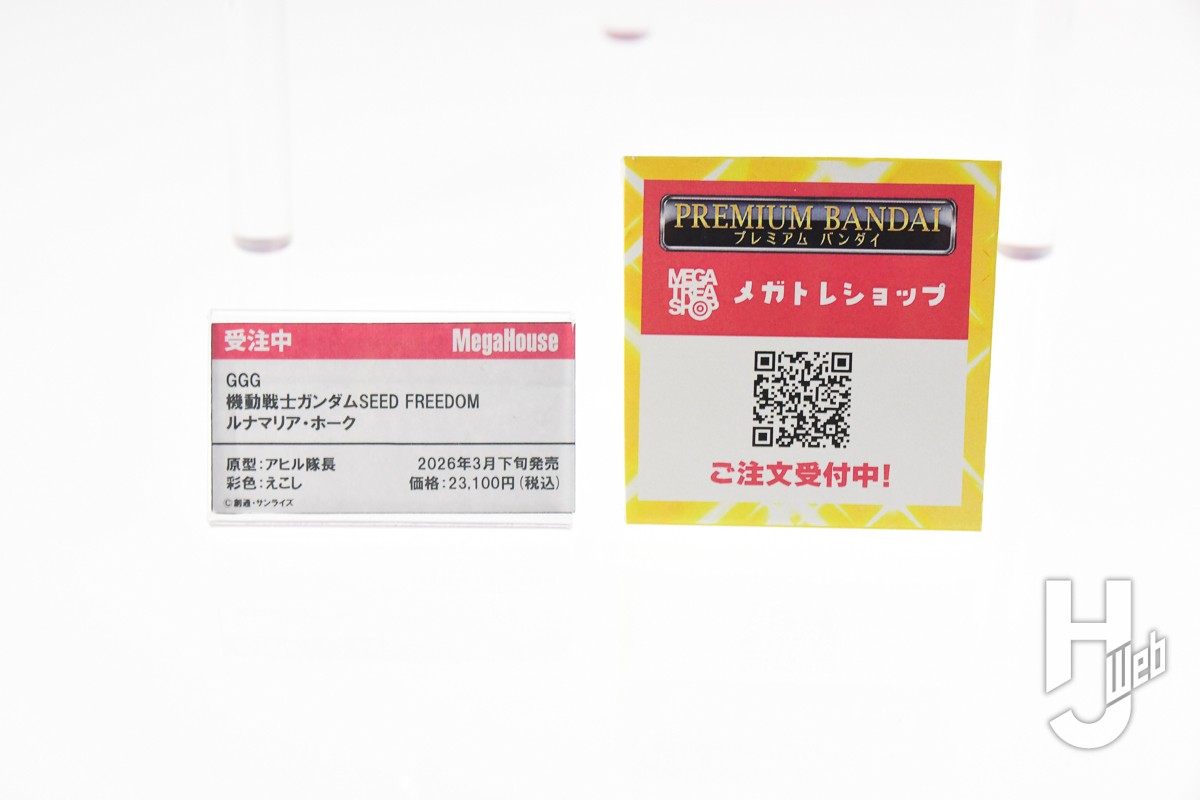 受注中 MegaHouse
GGG
機動戦士ガンダムSEED FREEDOM
ルナマリア・ホーク
原型：アヒル隊長 2026年3月下旬発売
彩色：えこし 価格：23,100円（税込）
©創通・サンライズ
PREMIUM BANDAI
プレミアム バンダイ
MEGA
TREA
SHOP
メガトレショップ
ご注文受付中！
HJ Web